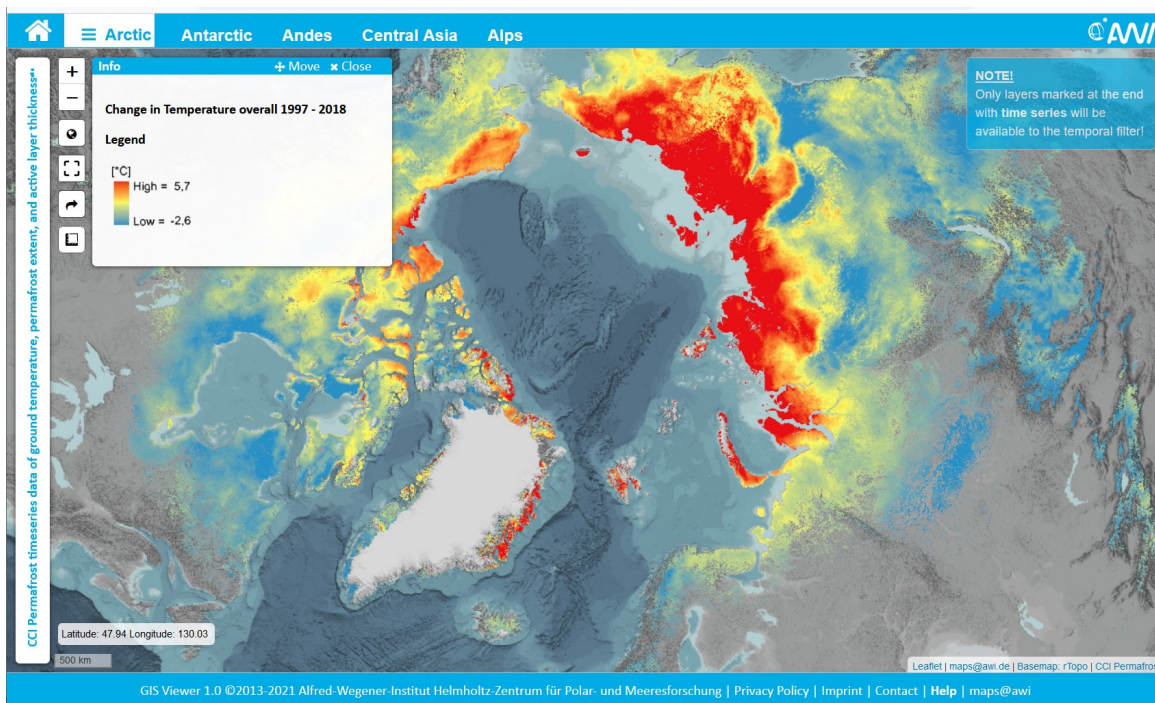 Arctic
Antarctic
Andes
Central Asia
Alps
AWI
CCI Permafrost timeseries data of ground temperature, permafrost extent, and active layer thickness
+
−
Info
Move
Close
Change in Temperature overall 1997 - 2018
Legend
[°C]
High = 5,7
Low = -2,6
NOTE!
Only layers marked at the end
with time series will be
available to the temporal filter!
Latitude: 47.94 Longitude: 130.03
500 km
Leaflet | maps@awi.de | Basemap: rTopo | CCI Permafros
GIS Viewer 1.0 ©2013-2021 Alfred-Wegener-Institut Helmholtz-Zentrum für Polar- und Meeresforschung | Privacy Policy | Imprint | Contact | Help | maps@awi